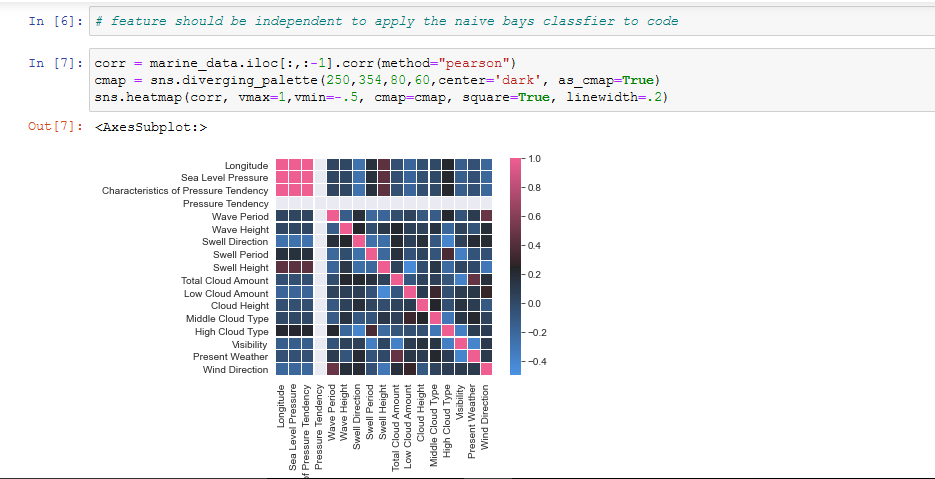 In [6]: # feature should be independent to apply the naive bays classfier to code
In [7]: corr = marine_data.iloc[:,:-1].corr(method="pearson")
cmap = sns.diverging_palette(250,354,80,60,center='dark', as_cmap=True)
sns.heatmap(corr, vmax=1,vmin=-.5, cmap=cmap, square=True, linewidth=.2)
Out[7]: <AxesSubplot:>
Longitude
Sea Level Pressure
Characteristics of Pressure Tendency
Pressure Tendency
Wave Period
Wave Height
Swell Direction
Swell Period
Swell Height
Total Cloud Amount
Low Cloud Amount
Cloud Height
Middle Cloud Type
High Cloud Type
Visibility
Present Weather
Wind Direction
1.0
0.8
0.6
0.4
0.2
0.0
−0.2
−0.4
Longitude
Sea Level Pressure
of Pressure Tendency
Pressure Tendency
Wave Period
Wave Height
Swell Direction
Swell Period
Swell Height
Total Cloud Amount
Low Cloud Amount
Cloud Height
Middle Cloud Type
High Cloud Type
Visibility
Present Weather
Wind Direction